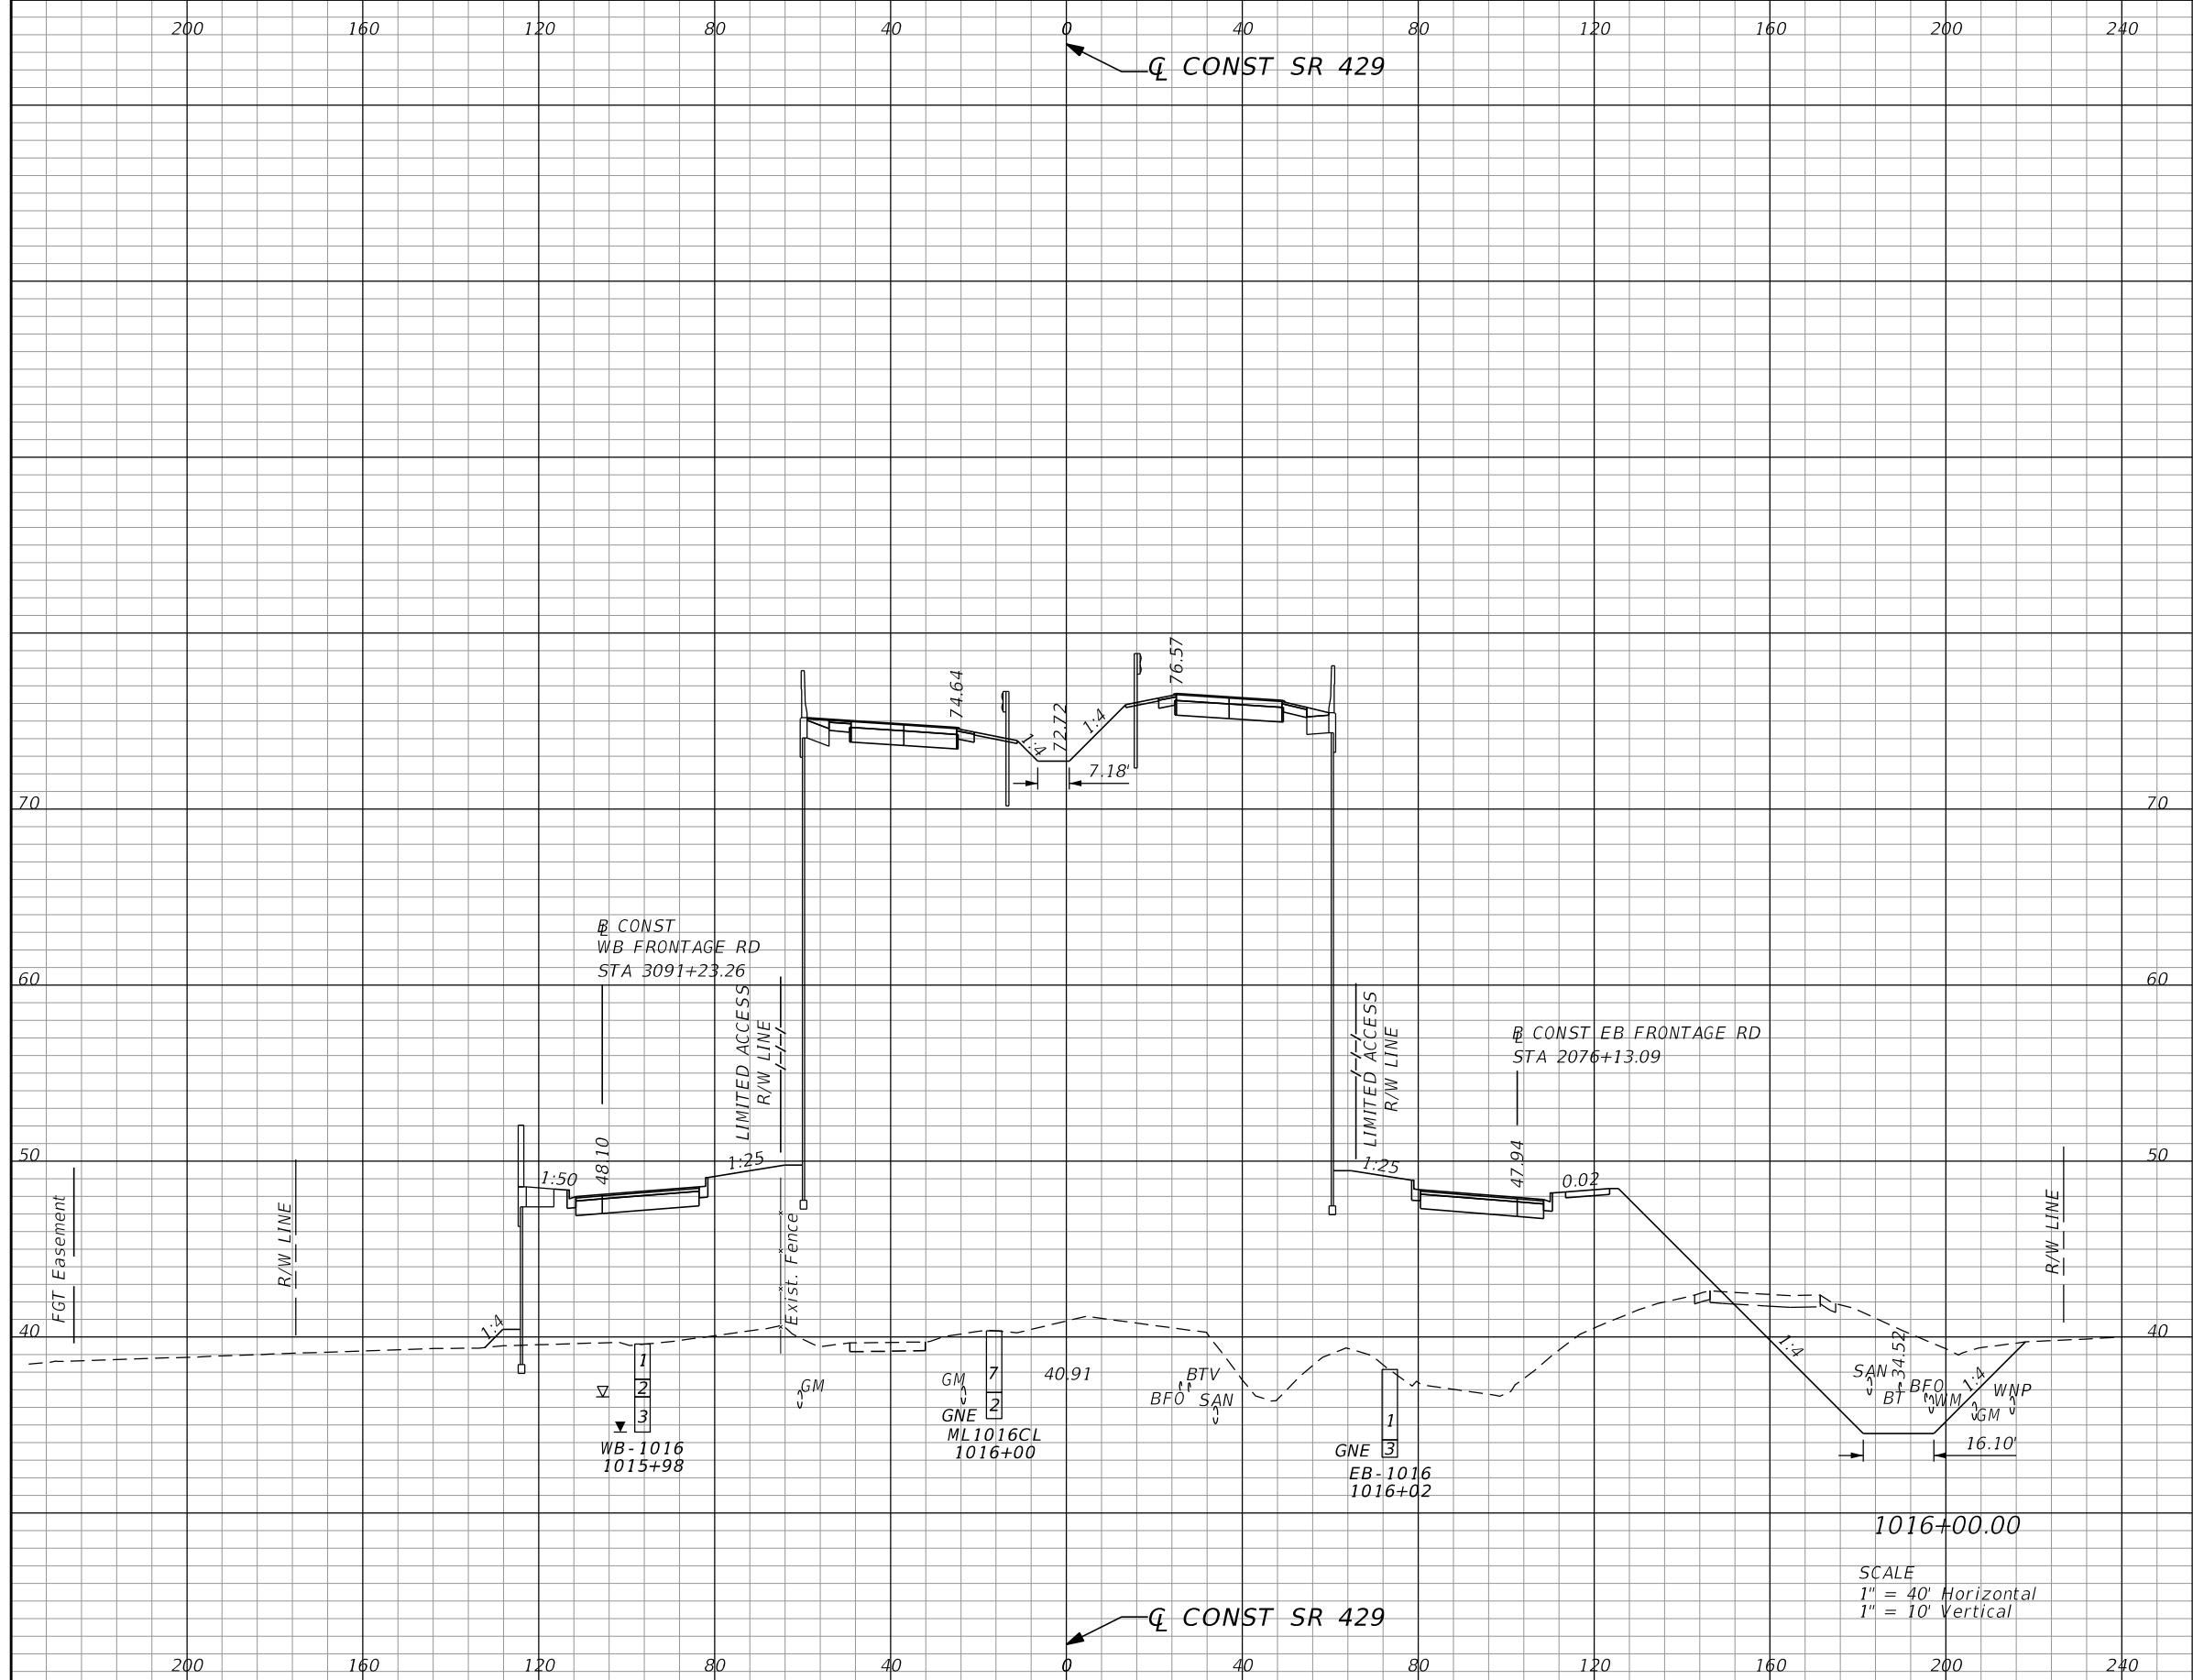 200 160 120 80 40 0 40 80 120 160 200 240
℄ CONST SR 429
76.57
74.64
72.72
1:4
1:4
7.18'
70 70
℄ CONST
WB FRONTAGE RD
STA 3091+23.26
60 60
LIMITED ACCESS
R/W LINE
LIMITED ACCESS
R/W LINE
BL CONST EB FRONTAGE RD
STA 2076+13.09
50 50
1:50
48.10
1:25
1:25
47.94
0.02
FGT Easement
R/W LINE
Exist. Fence
R/W LINE
40 40
1:4
1:4
34.52
1
2
3
GM
GM
7
2
GNE
40.91
BTV
BFO
SAN
1
3
GNE
SAN
BT
BFO
WM
1:4
WNP
GM
16.10'
WB-1016
1015+98
ML1016CL
1016+00
EB-1016
1016+02
1016+00.00
SCALE
1" = 40' Horizontal
1" = 10' Vertical
℄ CONST SR 429
200 160 120 80 40 0 40 80 120 160 200 240